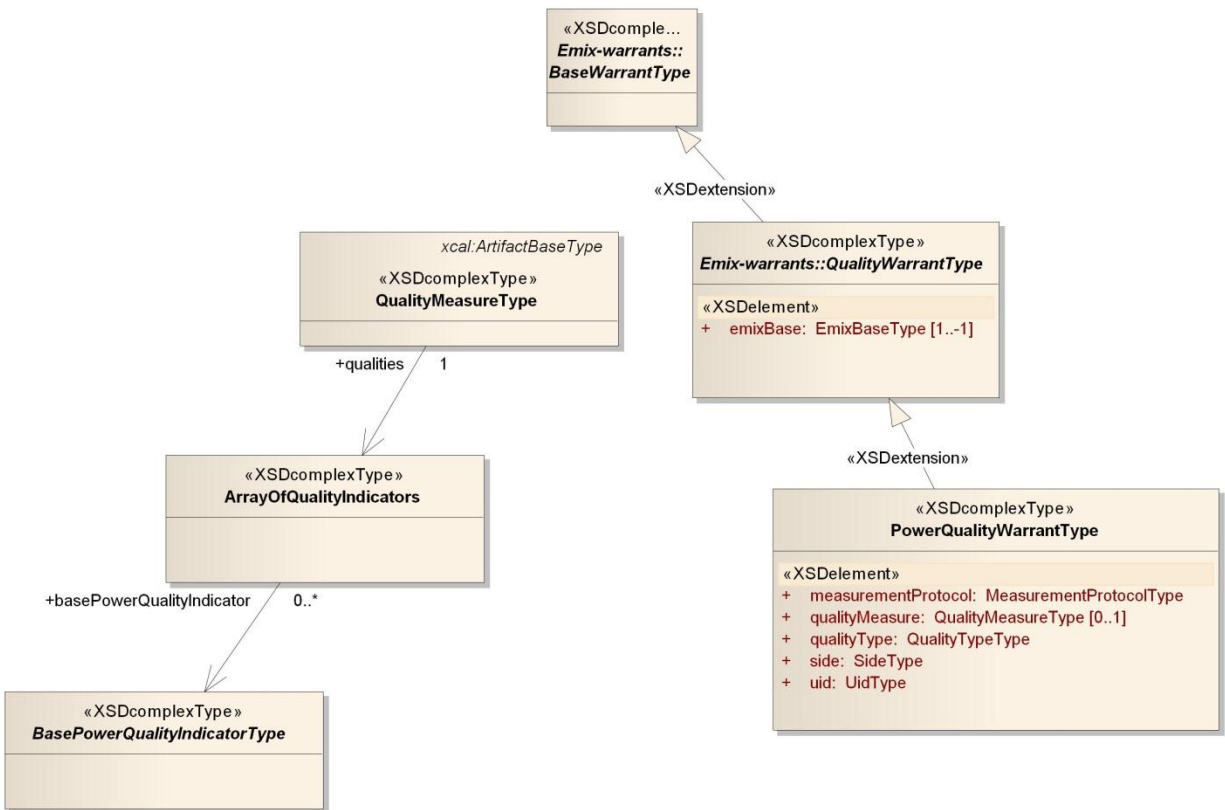 «XSDcomple...
Emix-warrants::
BaseWarrantType
«XSDextension»
xcal:ArtifactBaseType
«XSDcomplexType»
QualityMeasureType
«XSDcomplexType»
Emix-warrants::QualityWarrantType
«XSDelement»
+ emixBase: EmixBaseType [1..-1]
+qualities 1
«XSDcomplexType»
ArrayOfQualityIndicators
«XSDextension»
«XSDcomplexType»
PowerQualityWarrantType
«XSDelement»
+ measurementProtocol: MeasurementProtocolType
+ qualityMeasure: QualityMeasureType [0..1]
+ qualityType: QualityTypeType
+ side: SideType
+ uid: UidType
+basePowerQualityIndicator 0..*
«XSDcomplexType»
BasePowerQualityIndicatorType